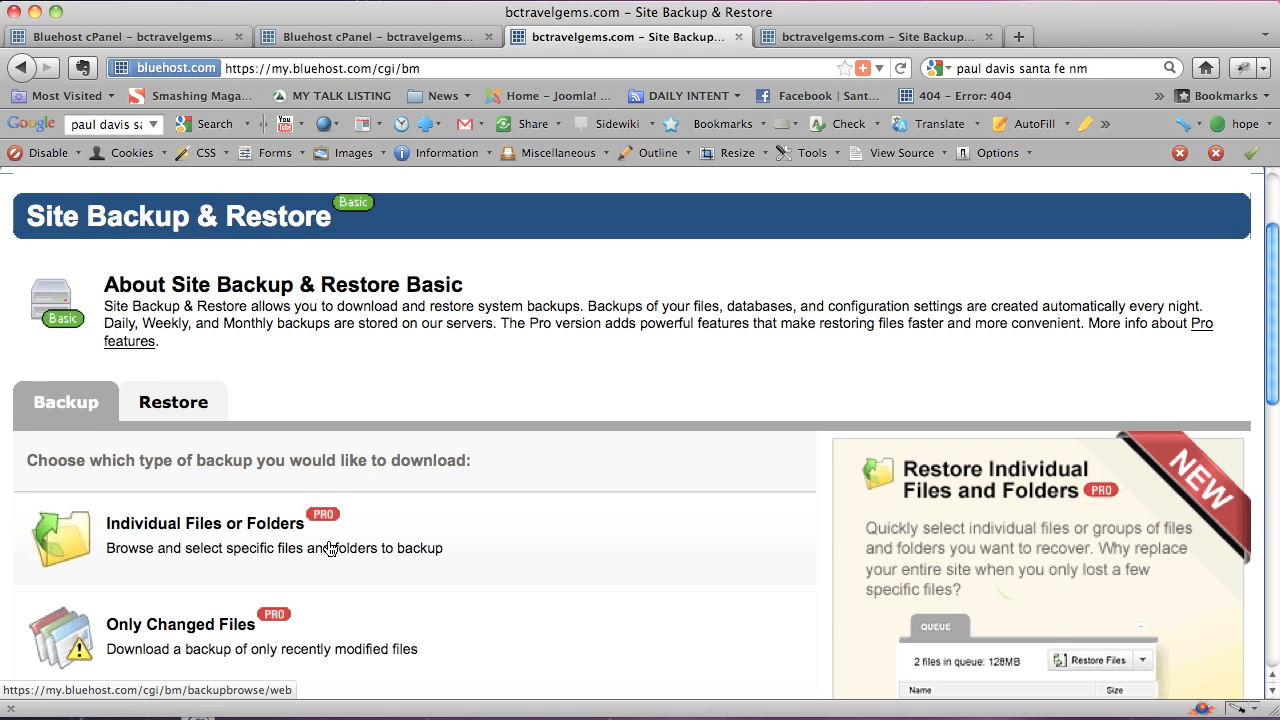 bctravelgems.com – Site Backup & Restore
Bluehost cPanel – bctravelgems...
Bluehost cPanel – bctravelgems...
bctravelgems.com – Site Backup...
bctravelgems.com – Site Backup...
bluehost.com https://my.bluehost.com/cgi/bm
paul davis santa fe nm
Most Visited Smashing Maga... MY TALK LISTING News Home – Joomla! ... DAILY INTENT Facebook | Sant... 404 – Error: 404 » Bookmarks
Google paul davis sa Search Share Sidewiki Bookmarks Check Translate AutoFill » hope
Disable Cookies CSS Forms Images Information Miscellaneous Outline Resize Tools View Source Options
Site Backup & Restore Basic
About Site Backup & Restore Basic
Basic
Site Backup & Restore allows you to download and restore system backups. Backups of your files, databases, and configuration settings are created automatically every night.
Daily, Weekly, and Monthly backups are stored on our servers. The Pro version adds powerful features that make restoring files faster and more convenient. More info about Pro
features.
Backup Restore
Choose which type of backup you would like to download:
Individual Files or Folders PRO
Browse and select specific files and folders to backup
Only Changed Files PRO
Download a backup of only recently modified files
NEW
Restore Individual
Files and Folders PRO
Quickly select individual files or groups of files
and folders you want to recover. Why replace
your entire site when you only lost a few
specific files?
QUEUE
2 files in queue: 128MB Restore Files
Name Size
https://my.bluehost.com/cgi/bm/backupbrowse/web